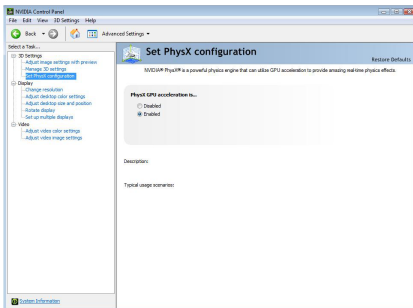 NVIDIA Control Panel
File Edit View 3D Settings Help
Back Advanced Settings
Select a Task...
3D Settings
Adjust image settings with preview
Manage 3D settings
Set PhysX configuration
Display
Change resolution
Adjust desktop color settings
Adjust desktop size and position
Rotate display
Set up multiple displays
Video
Adjust video color settings
Adjust video image settings
System Information
Set PhysX configuration
Restore Defaults
NVIDIA® PhysX® is a powerful physics engine that can utilize GPU acceleration to provide amazing real-time physics effects.
PhysX GPU acceleration is...
Disabled
Enabled
Description:
Typical usage scenarios: